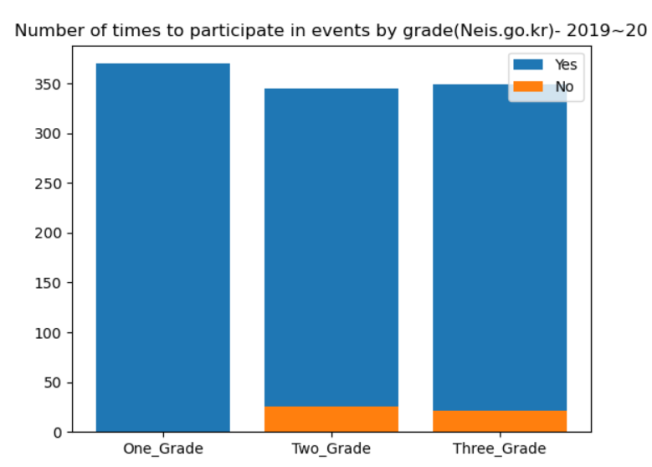 Number of times to participate in events by grade(Neis.go.kr)- 2019~20
Yes
No
350
300
250
200
150
100
50
0
One_Grade Two_Grade Three_Grade